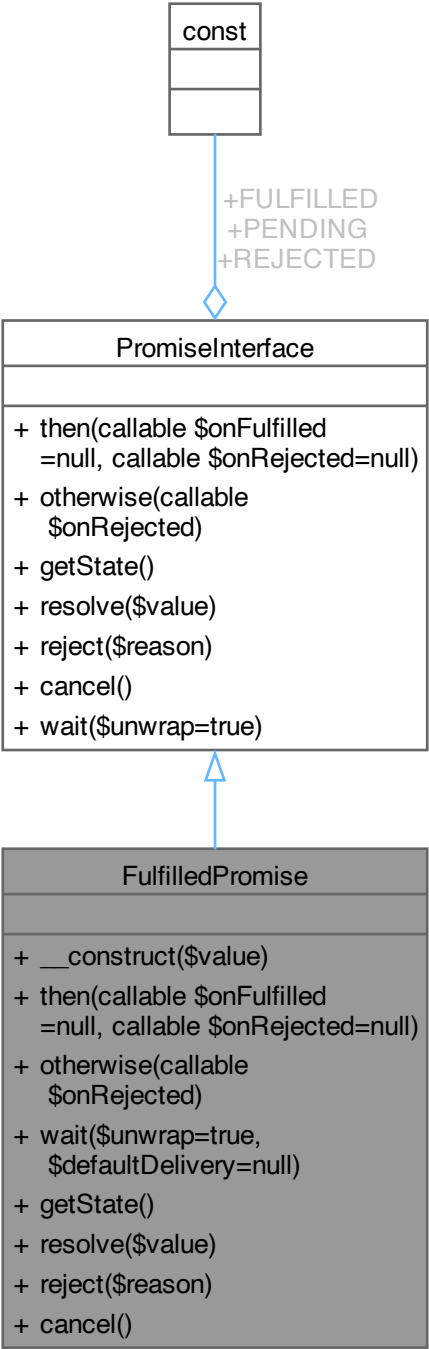 const
+FULFILLED
+PENDING
+REJECTED
PromiseInterface
+ then(callable $onFulfilled
=null, callable $onRejected=null)
+ otherwise(callable
$onRejected)
+ getState()
+ resolve($value)
+ reject($reason)
+ cancel()
+ wait($unwrap=true)
FulfilledPromise
+ __construct($value)
+ then(callable $onFulfilled
=null, callable $onRejected=null)
+ otherwise(callable
$onRejected)
+ wait($unwrap=true,
$defaultDelivery=null)
+ getState()
+ resolve($value)
+ reject($reason)
+ cancel()